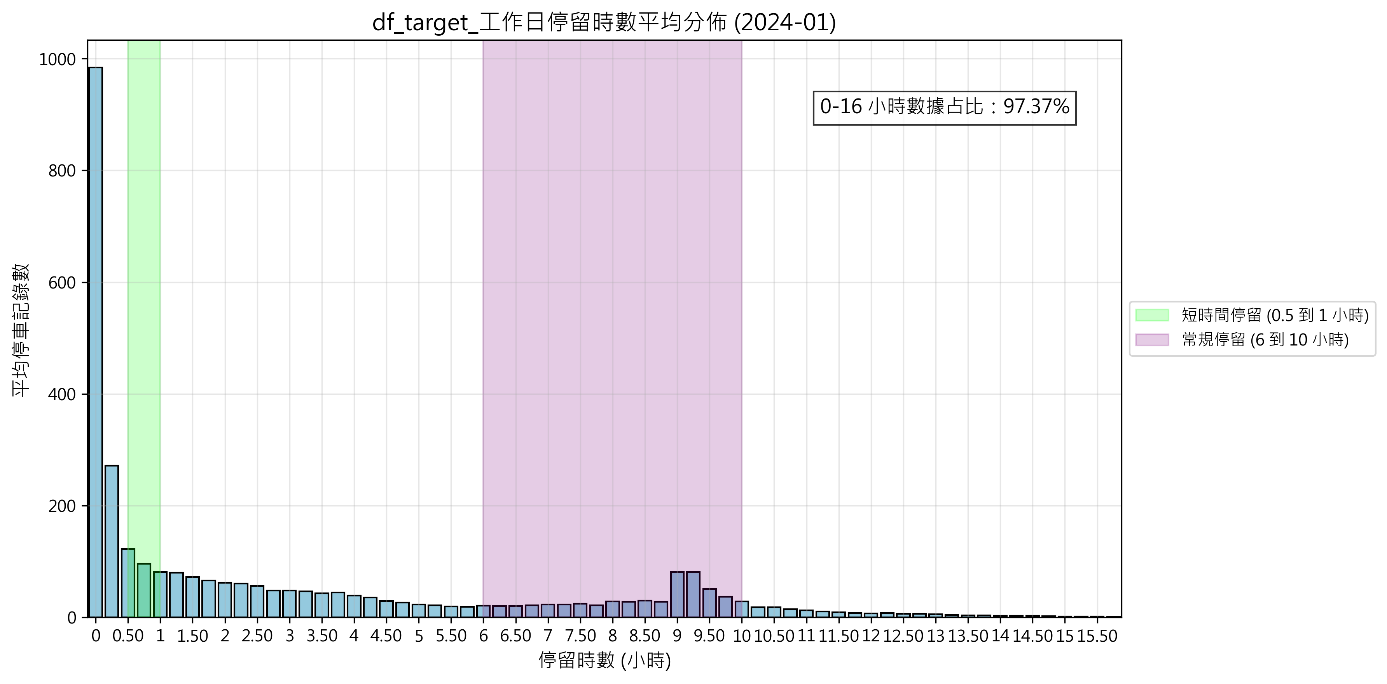 df_target_工作日停留時數平均分佈 (2024-01)
1000
800
600
400
200
0
平均停車記錄數
0-16 小時數據占比：97.37%
短時間停留 (0.5 到 1 小時)
常規停留 (6 到 10 小時)
0 0.50 1 1.50 2 2.50 3 3.50 4 4.50 5 5.50 6 6.50 7 7.50 8 8.50 9 9.50 10 10.50 11 11.50 12 12.50 13 13.50 14 14.50 15 15.50
停留時數 (小時)